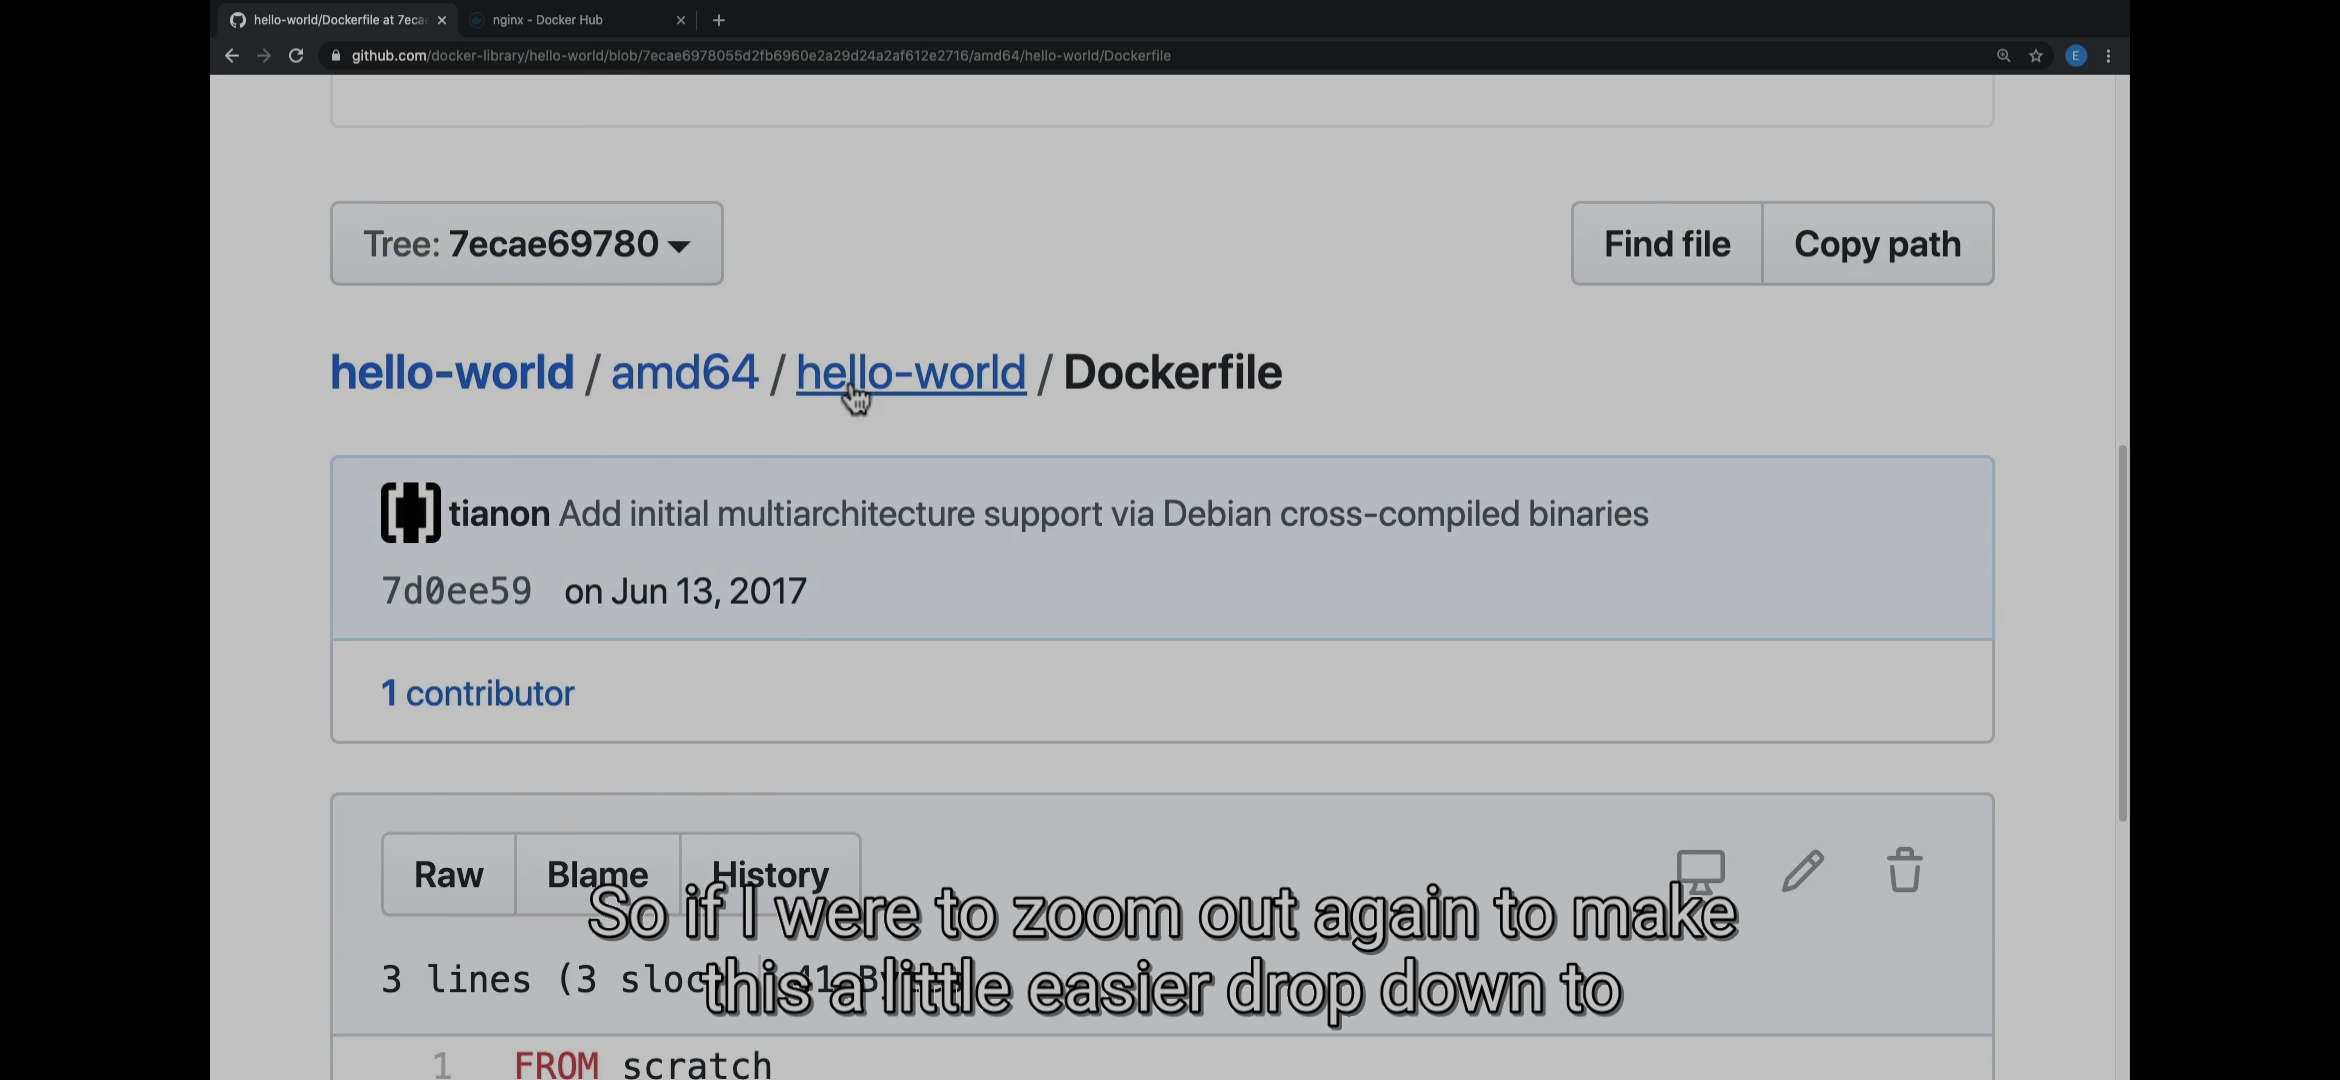 hello-world/Dockerfile at 7eca
nginx - Docker Hub
github.com/docker-library/hello-world/blob/7ecae6978055d2fb6960e2a29d24a2af612e2716/amd64/hello-world/Dockerfile
E
Tree: 7ecae69780
Find file
Copy path
hello-world / amd64 / hello-world / Dockerfile
tianon Add initial multiarchitecture support via Debian cross-compiled binaries
7d0ee59 on Jun 13, 2017
1 contributor
Raw
Blame
History
3 lines (3 sloc
So if I were to zoom out again to make
this a little easier drop down to
1 FROM scratch